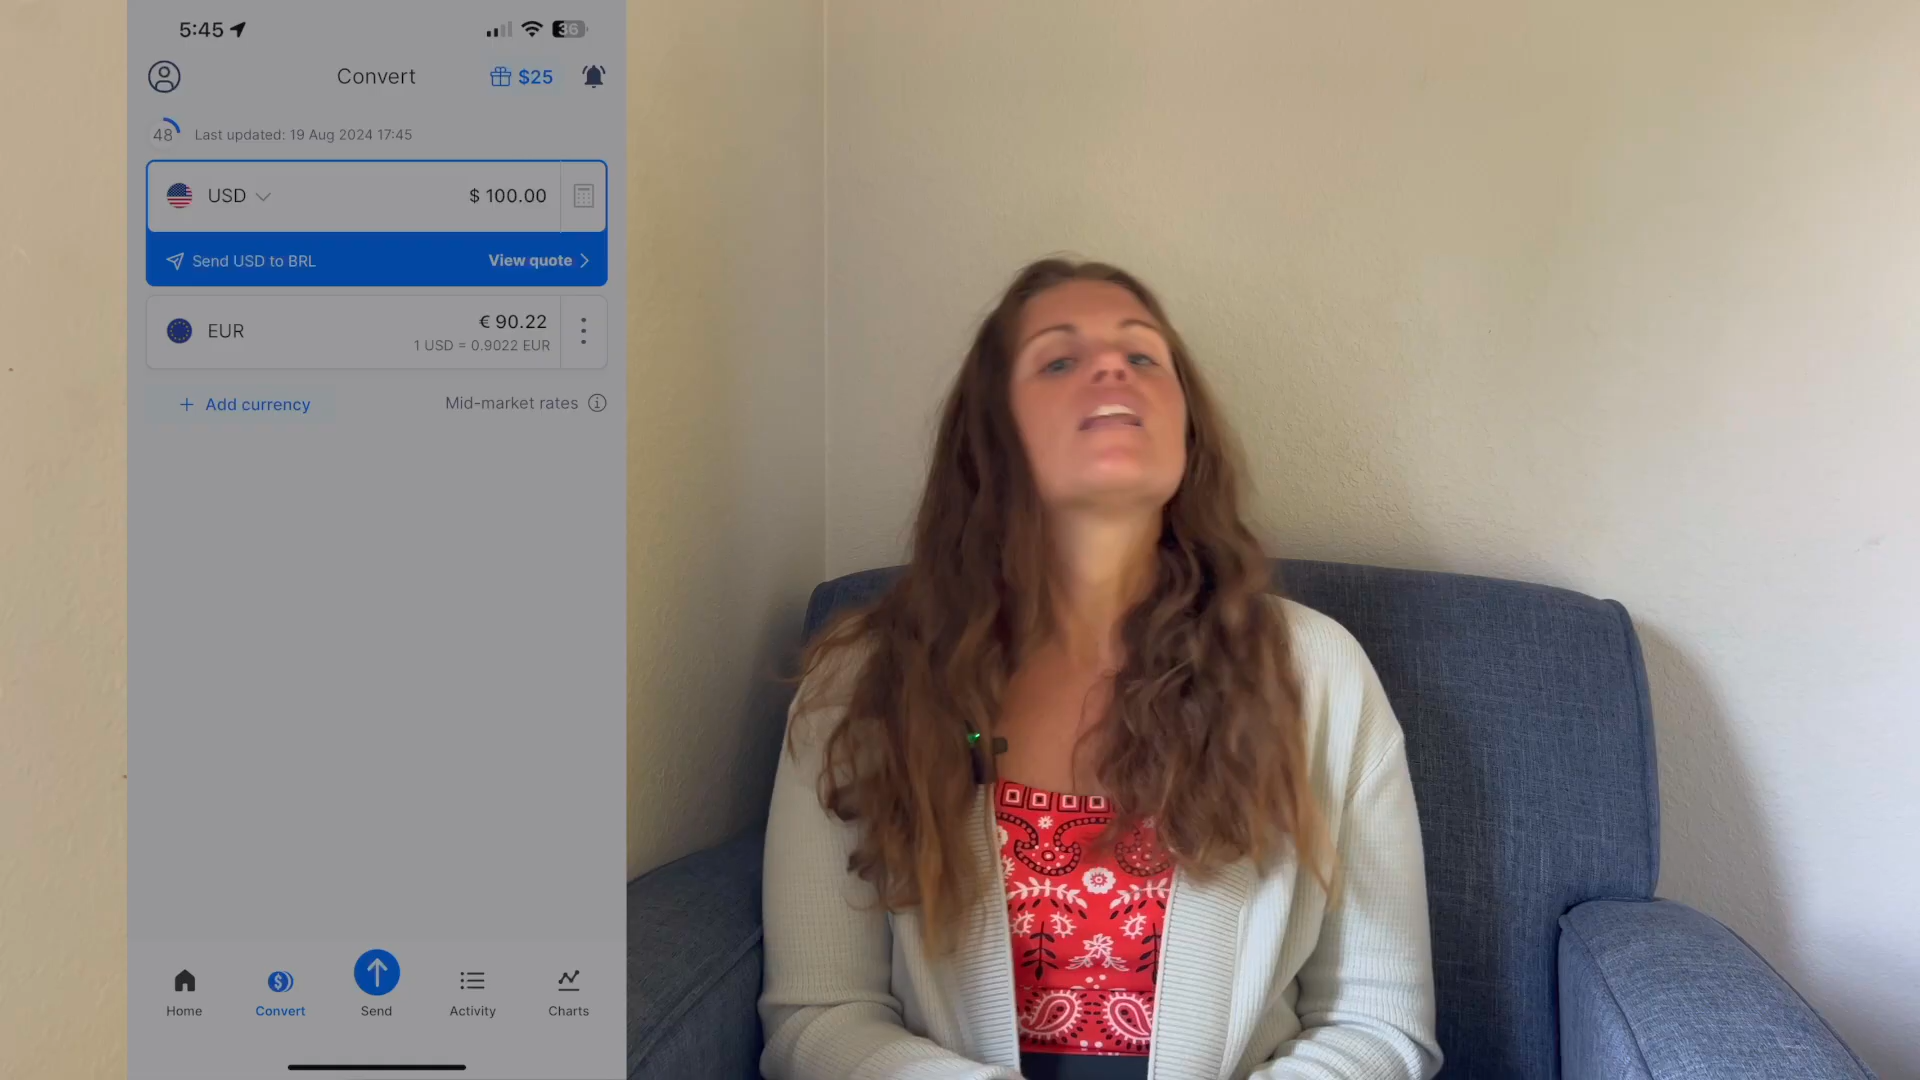 5:45
36
Convert
$25
48
Last updated: 19 Aug 2024 17:45
USD
$ 100.00
Send USD to BRL
View quote
EUR
€ 90.22
1 USD = 0.9022 EUR
+ Add currency
Mid-market rates
Home
Convert
Send
Activity
Charts